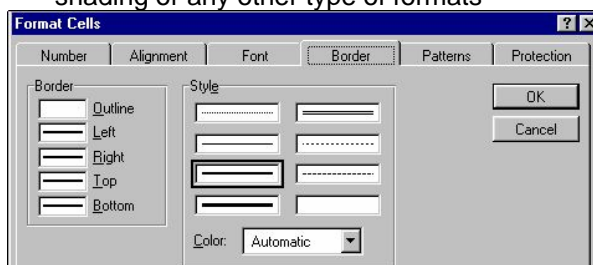 shading or any other type of formats
Format Cells
Number Alignment Font Border Patterns Protection
Border Style
Outline
Left
Right
Top
Bottom
Color: Automatic
OK
Cancel